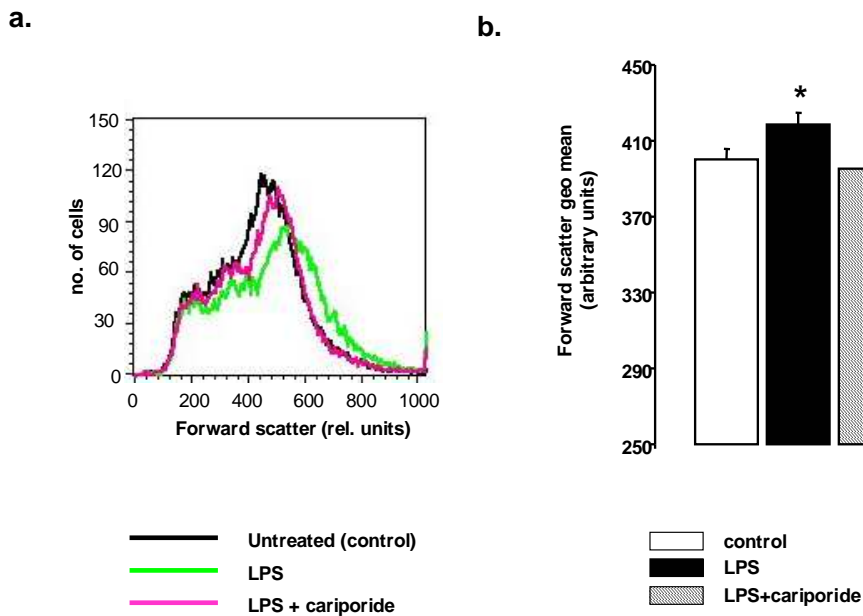 a.
150
120
90
60
30
0
no. of cells
0 200 400 600 800 1000
Forward scatter (rel. units)
Untreated (control)
LPS
LPS + cariporide
b.
450
410
370
330
290
250
Forward scatter geo mean
(arbitrary units)
*
control
LPS
LPS+cariporide